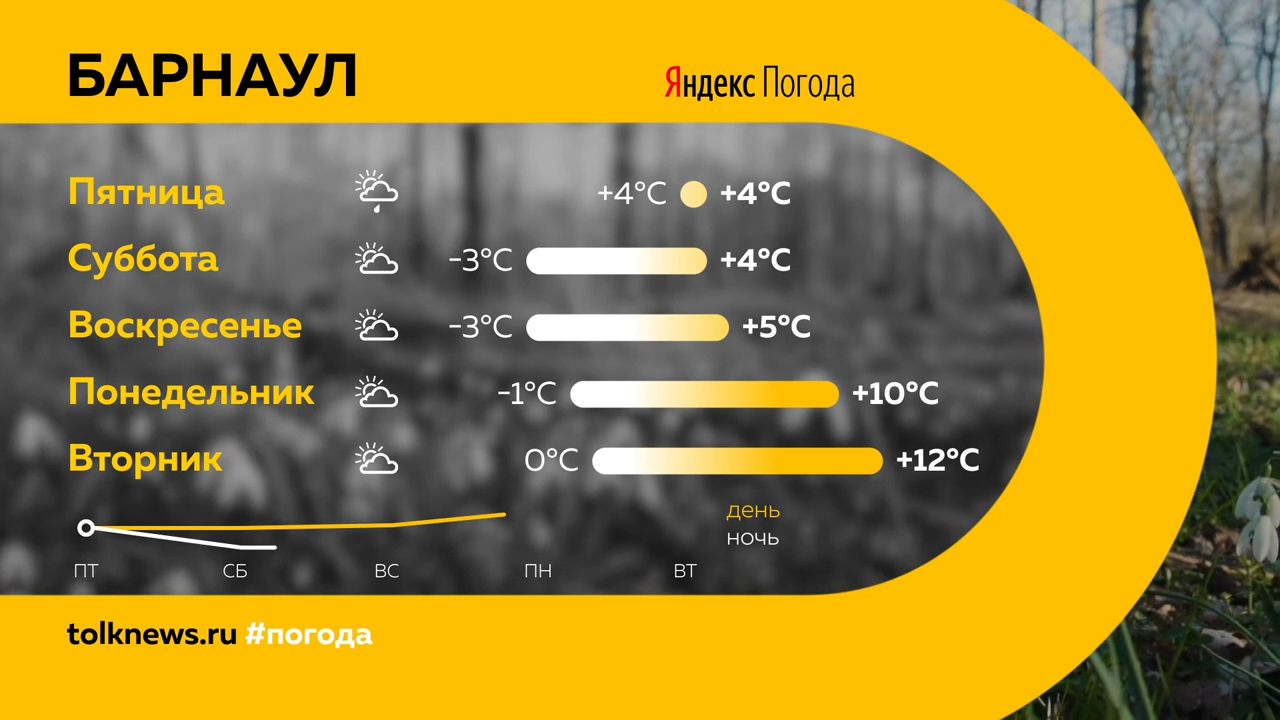 БАРНАУЛ
Яндекс Погода
Пятница +4°C +4°C
Суббота -3°C +4°C
Воскресенье -3°C +5°C
Понедельник -1°C +10°C
Вторник 0°C +12°C
день
ночь
ПТ СБ ВС ПН ВТ
tolknews.ru #погода